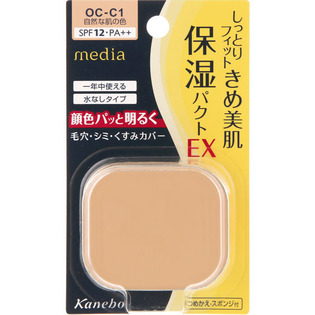 OC-C1
自然な肌の色
SPF12・PA++
media
一年中使える
水なしタイプ
顔色パッと明るく
毛穴・シミ・くすみカバー
しっとり
フィット
きめ美肌
保湿パクトEX
Kanebo
つめかえ・スポンジ付